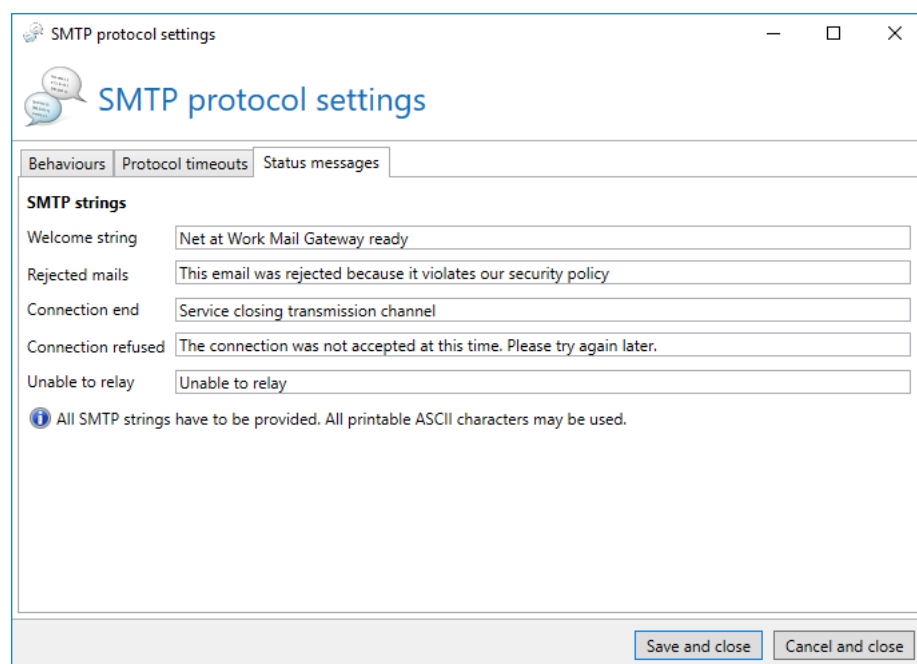 SMTP protocol settings
SMTP protocol settings
Behaviours Protocol timeouts Status messages
SMTP strings
Welcome string Net at Work Mail Gateway ready
Rejected mails This email was rejected because it violates our security policy
Connection end Service closing transmission channel
Connection refused The connection was not accepted at this time. Please try again later.
Unable to relay Unable to relay
All SMTP strings have to be provided. All printable ASCII characters may be used.
Save and close Cancel and close